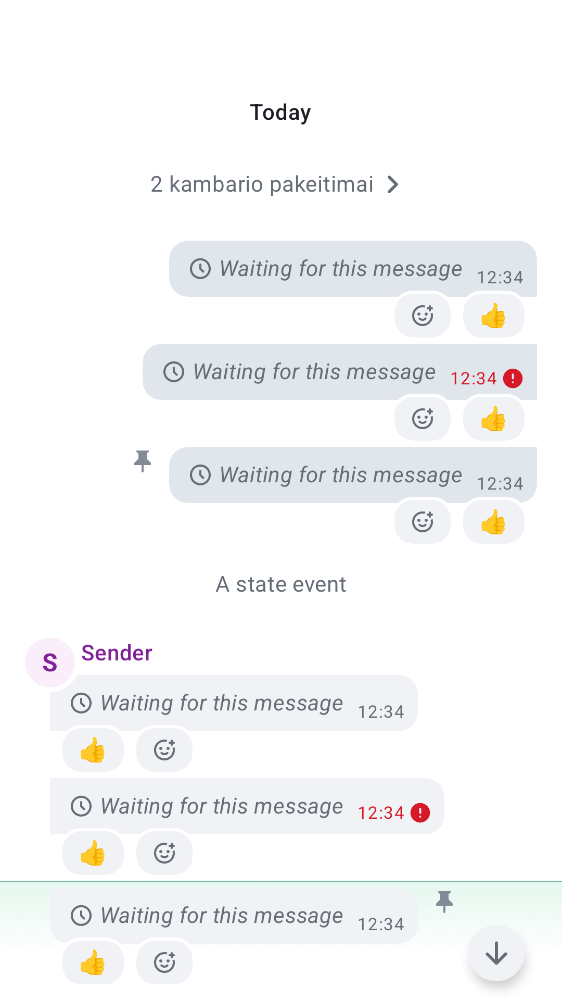 Today
2 kambario pakeitimai
Waiting for this message 12:34
👍
Waiting for this message 12:34
👍
Waiting for this message 12:34
👍
A state event
S Sender
Waiting for this message 12:34
👍
Waiting for this message 12:34
👍
Waiting for this message 12:34
👍